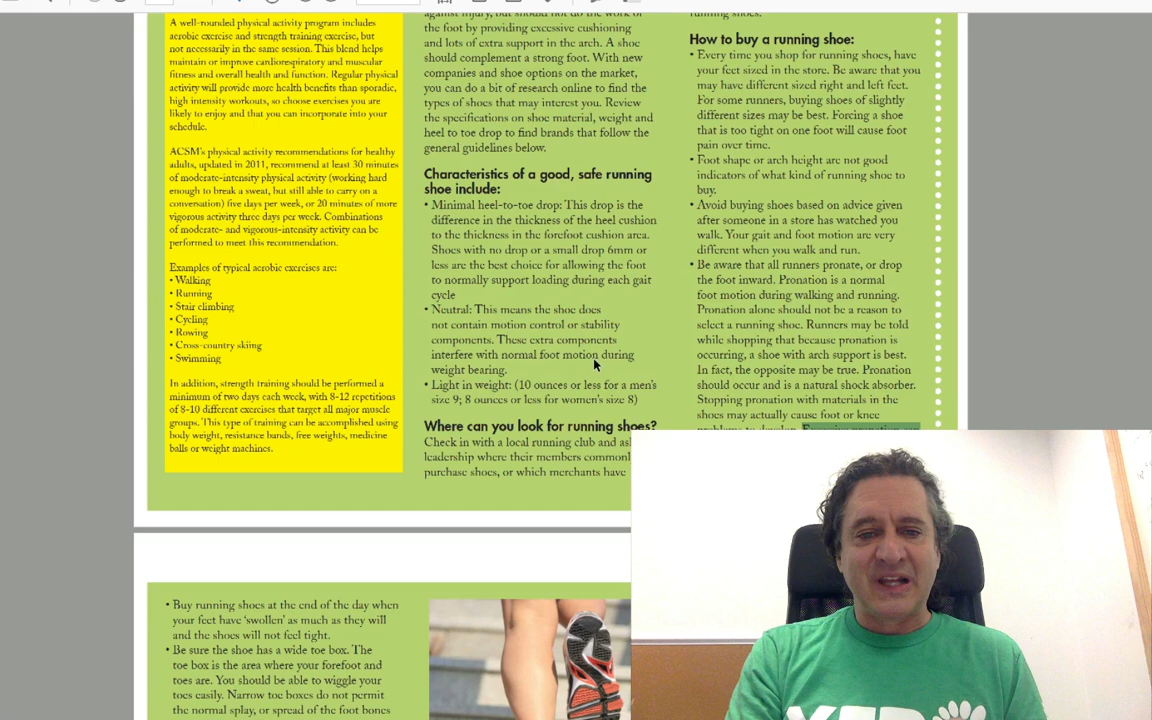 A well-rounded physical activity program includes
aerobic exercise and strength training exercise, but
not necessarily in the same session. This blend helps
maintain or improve cardiorespiratory and muscular
fitness and overall health and function. Regular physical
activity will provide more health benefits than sporadic,
high intensity workouts, so choose exercises you are
likely to enjoy and that you can incorporate into your
schedule.
ACSM's physical activity recommendations for healthy
adults, updated in 2011, recommend at least 30 minutes
of moderate-intensity physical activity (working hard
enough to break a sweat, but still able to carry on a
conversation) five days per week, or 20 minutes of more
vigorous activity three days per week. Combinations
of moderate- and vigorous-intensity activity can be
performed to meet this recommendation.
Examples of typical aerobic exercises are:
• Walking
• Running
• Stair climbing
• Cycling
• Rowing
• Cross-country skiing
• Swimming
In addition, strength training should be performed a
minimum of two days each week, with 8-12 repetitions
of 8-10 different exercises that target all major muscle
groups. This type of training can be accomplished using
body weight, resistance bands, free weights, medicine
balls or weight machines.
against injury, but should not do the work of
the foot by providing excessive cushioning
and lots of extra support in the arch. A shoe
should complement a strong foot. With new
companies and shoe options on the market,
you can do a bit of research online to find the
types of shoes that may interest you. Review
the specifications on shoe material, weight and
heel to toe drop to find brands that follow the
general guidelines below.
Characteristics of a good, safe running
shoe include:
• Minimal heel-to-toe drop: This drop is the
difference in the thickness of the heel cushion
to the thickness in the forefoot cushion area.
Shoes with no drop or a small drop 6mm or
less are the best choice for allowing the foot
to normally support loading during each gait
cycle
• Neutral: This means the shoe does
not contain motion control or stability
components. These extra components
interfere with normal foot motion during
weight bearing.
• Light in weight: (10 ounces or less for a men's
size 9; 8 ounces or less for women's size 8)
Where can you look for running shoes?
Check in with a local running club and as
leadership where their members common
purchase shoes, or which merchants have
running shoes.
How to buy a running shoe:
• Every time you shop for running shoes, have
your feet sized in the store. Be aware that you
may have different sized right and left feet.
For some runners, buying shoes of slightly
different sizes may be best. Forcing a shoe
that is too tight on one foot will cause foot
pain over time.
• Foot shape or arch height are not good
indicators of what kind of running shoe to
buy.
• Avoid buying shoes based on advice given
after someone in a store has watched you
walk. Your gait and foot motion are very
different when you walk and run.
• Be aware that all runners pronate, or drop
the foot inward. Pronation is a normal
foot motion during walking and running.
Pronation alone should not be a reason to
select a running shoe. Runners may be told
while shopping that because pronation is
occurring, a shoe with arch support is best.
In fact, the opposite may be true. Pronation
should occur and is a natural shock absorber.
Stopping pronation with materials in the
shoes may actually cause foot or knee
• Buy running shoes at the end of the day when
your feet have 'swollen' as much as they will
and the shoes will not feel tight.
• Be sure the shoe has a wide toe box. The
toe box is the area where your forefoot and
toes are. You should be able to wiggle your
toes easily. Narrow toe boxes do not permit
the normal splay, or spread of the foot bones